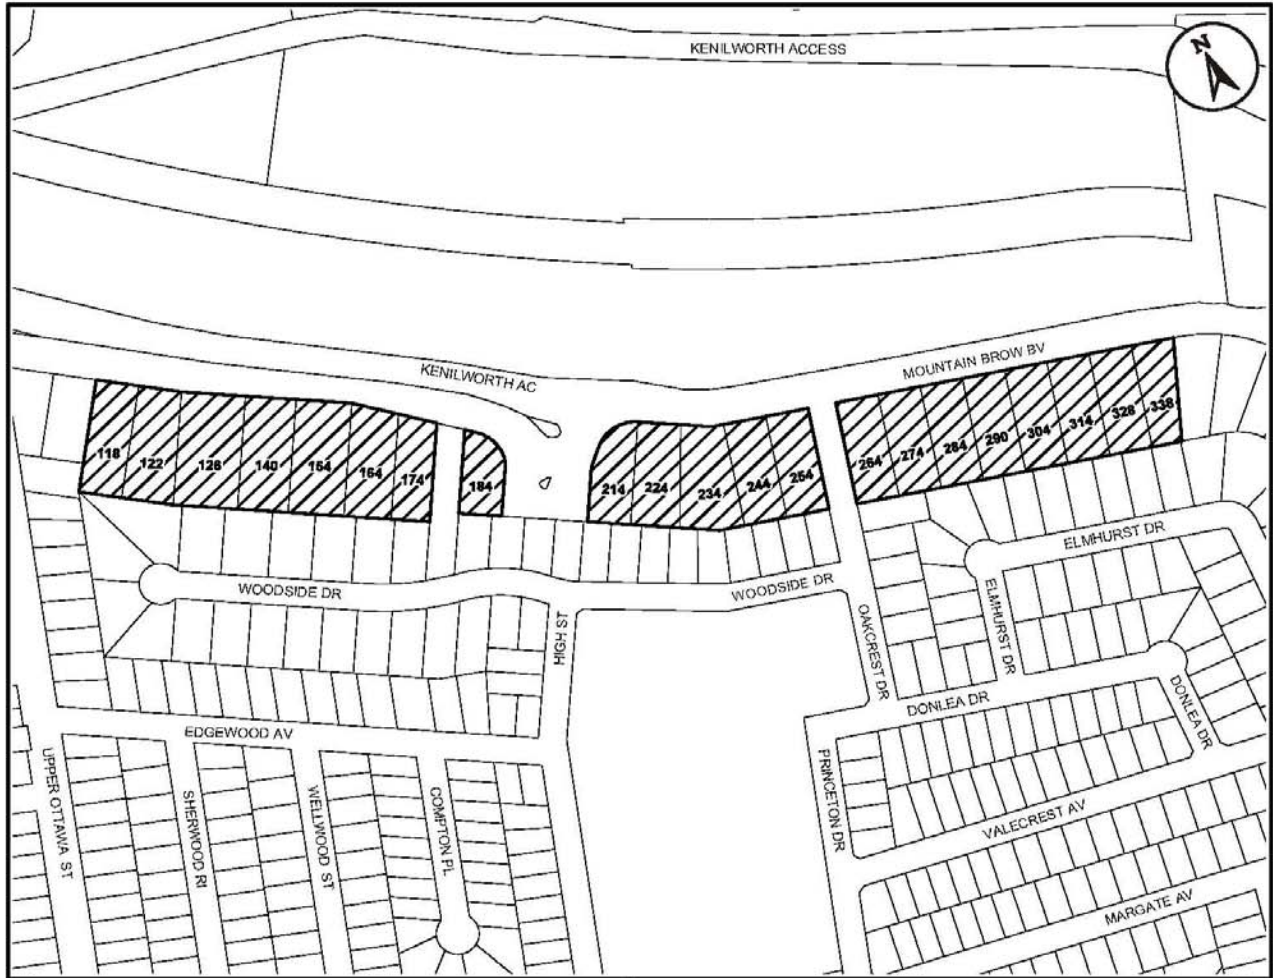 KENILWORTH ACCESS
N
KENILWORTH AC
MOUNTAIN BROW BV
118
122
128
140
154
164
174
184
214
224
234
244
254
264
274
284
290
304
314
328
338
WOODSIDE DR
WOODSIDE DR
HIGH ST
OAKCREST DR
ELMHURST DR
ELMHURST DR
DONLEA DR
DONLEA DR
EDGEWOOD AV
UPPER OTTAWA ST
SHERWOOD RI
WELLWOOD ST
COMPTON PL
PRINCETON DR
VALECREST AV
MARGATE AV